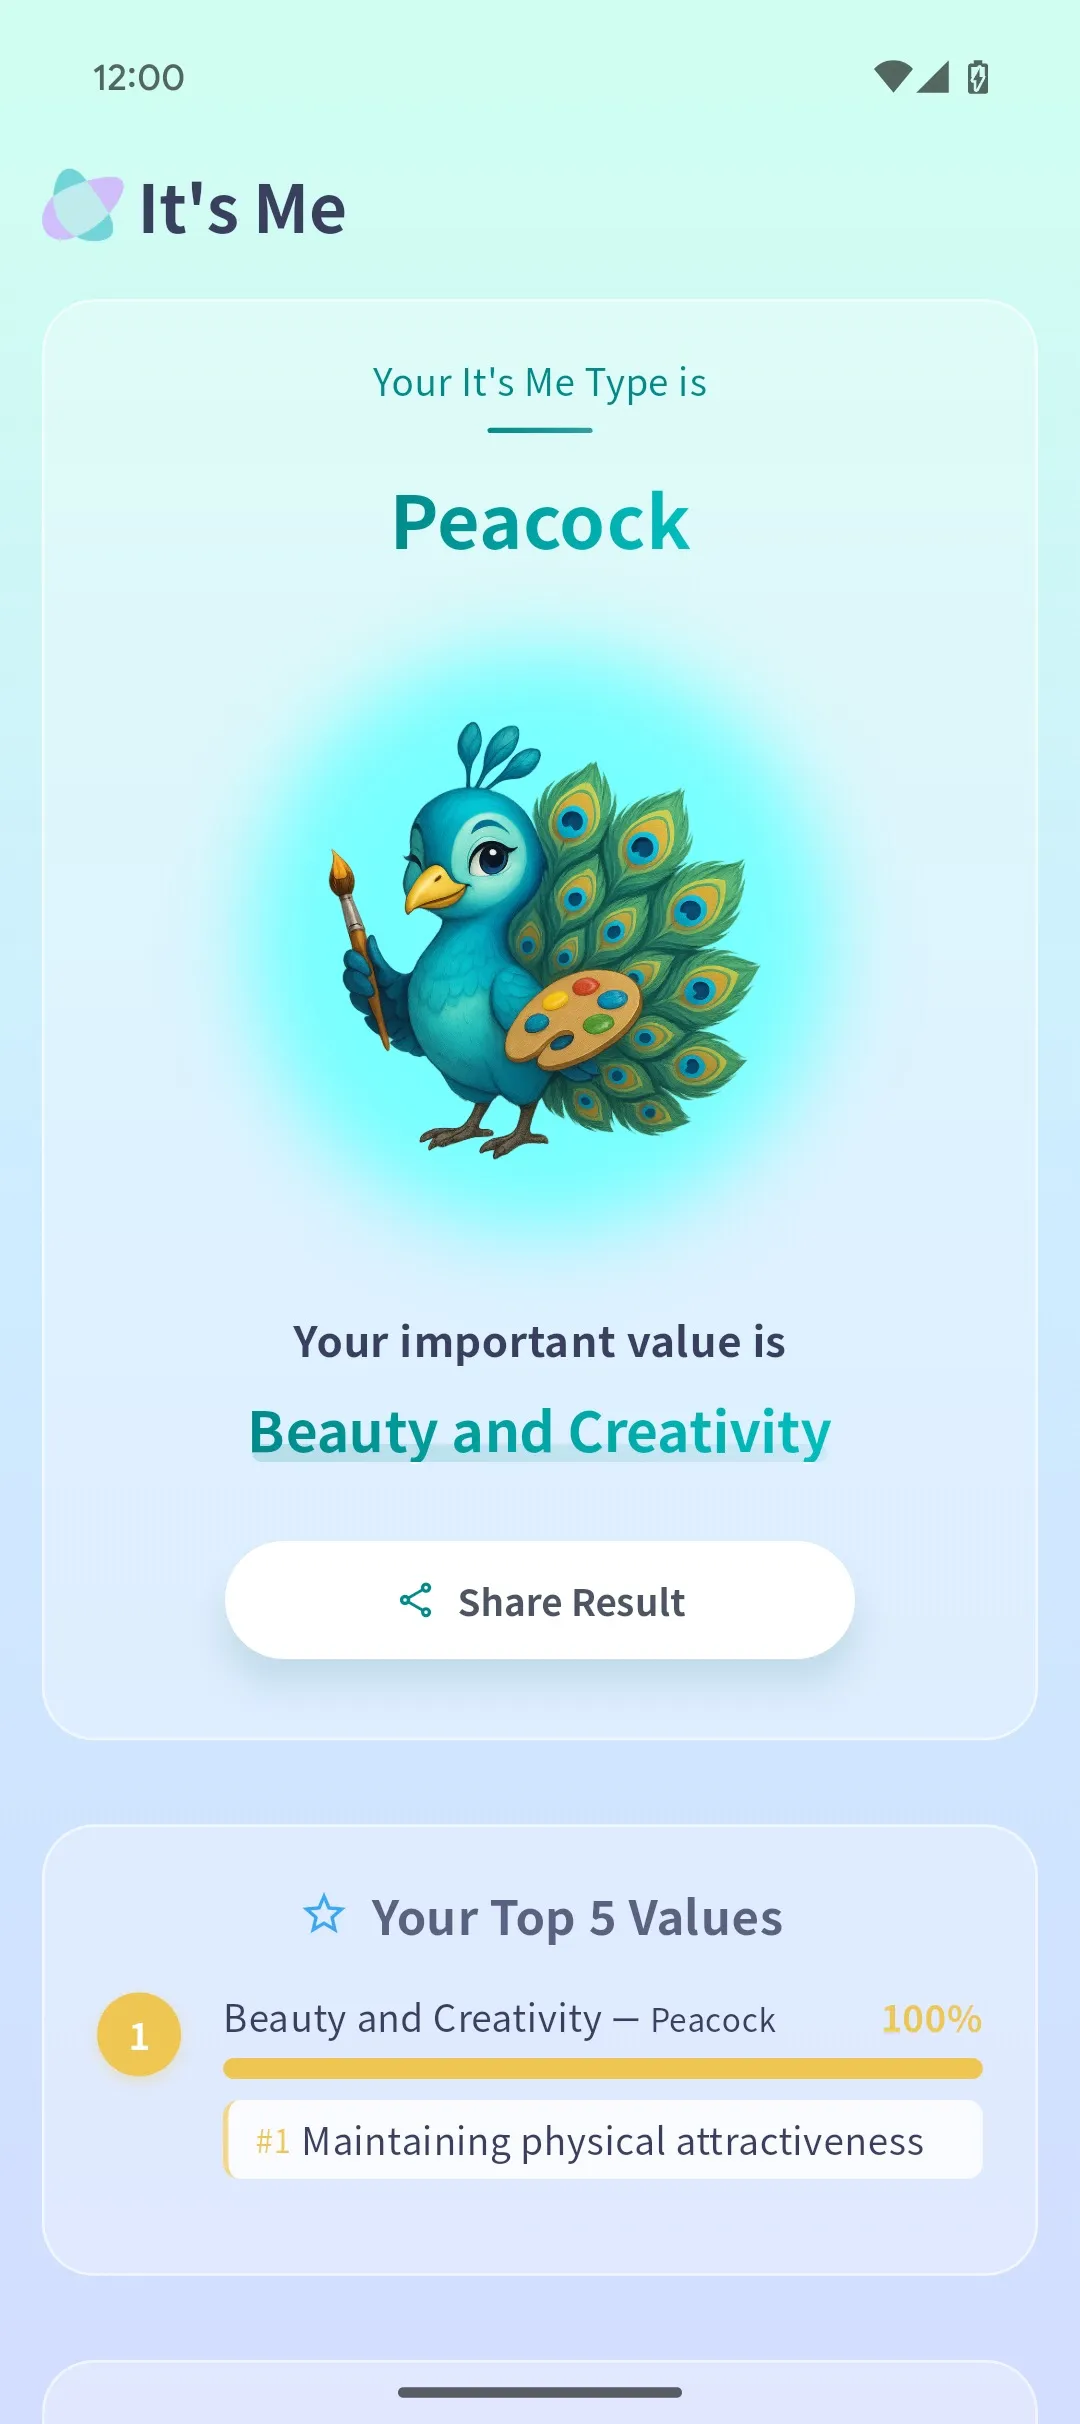 12:00
It's Me
Your It's Me Type is
Peacock
Your important value is
Beauty and Creativity
Share Result
Your Top 5 Values
1
Beauty and Creativity — Peacock 100%
#1 Maintaining physical attractiveness